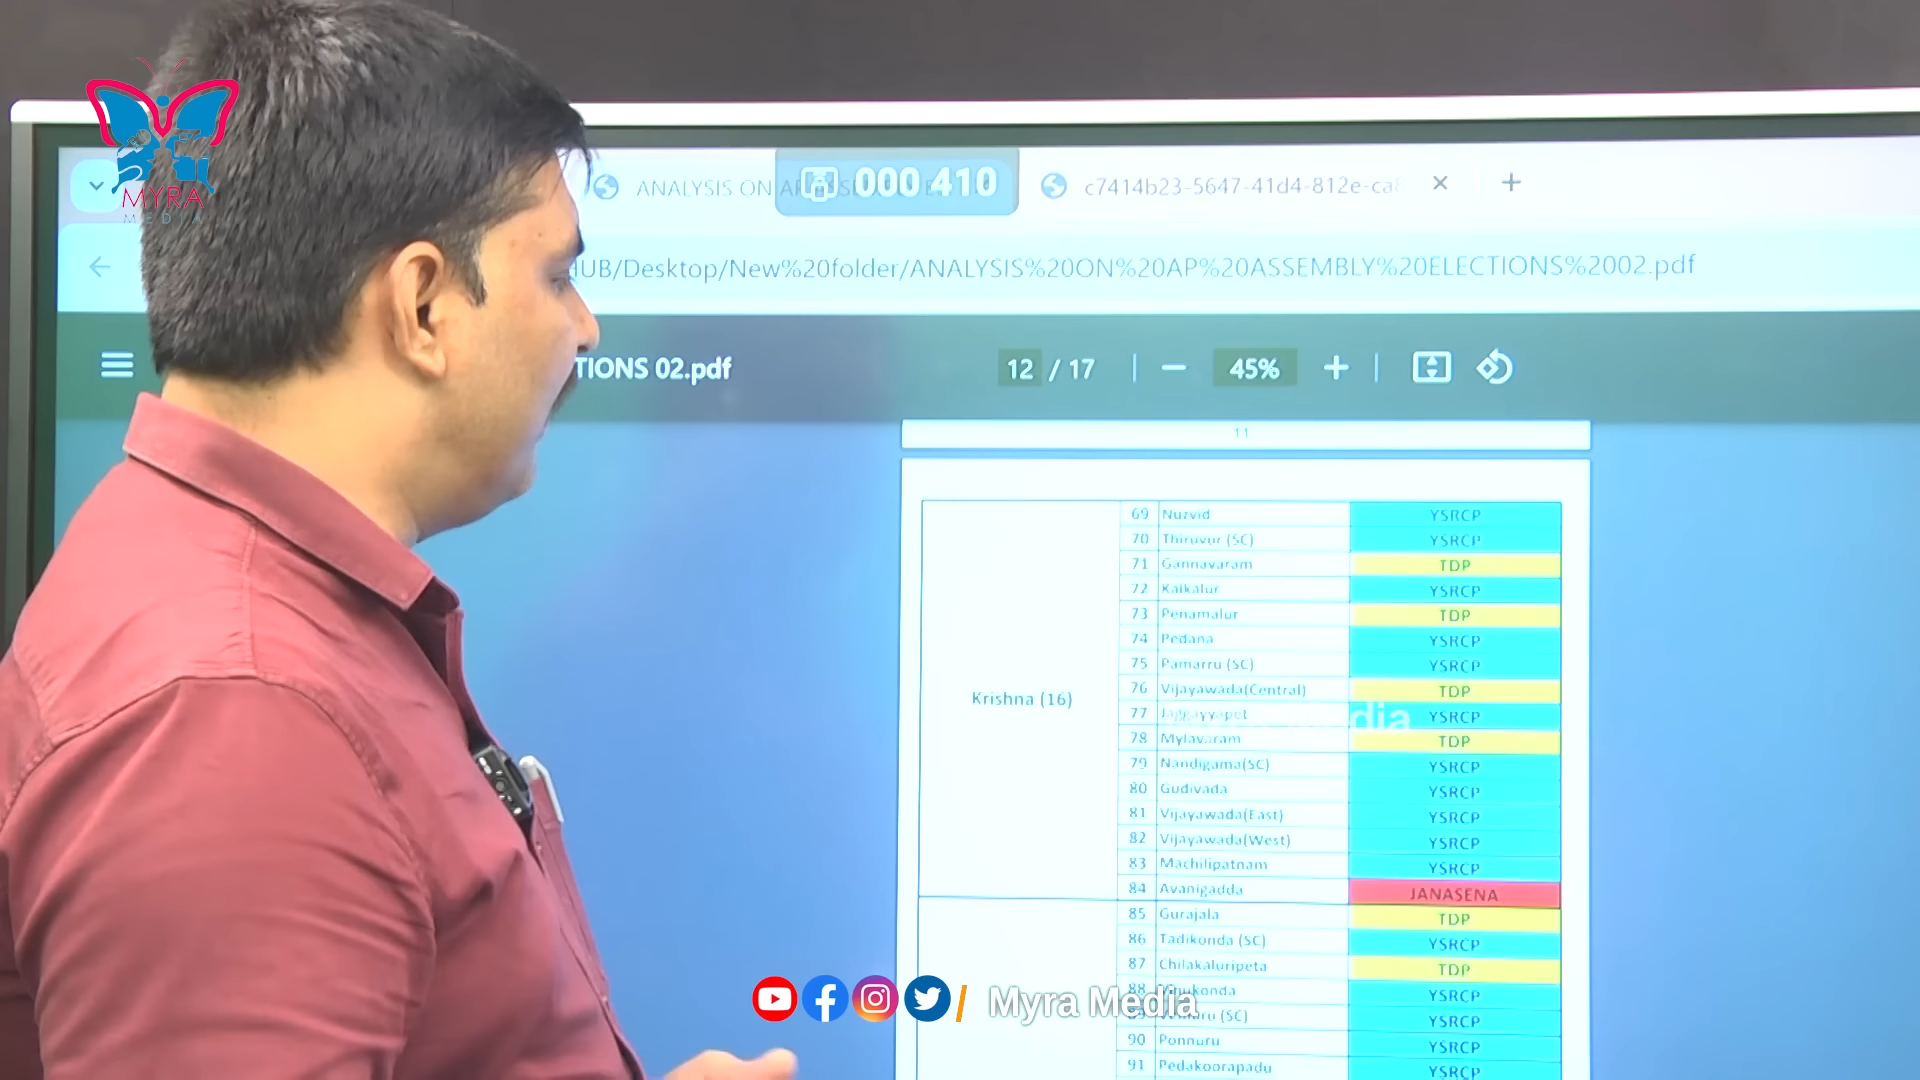 MYRA
MEDIA
ANALYSIS ON
000 410
c7414b23-5647-41d4-812e-ca
HUB/Desktop/New%20folder/ANALYSIS%20ON%20AP%20ASSEMBLY%20ELECTIONS%2002.pdf
TIONS 02.pdf
12 / 17
45%
11
Krishna (16)
69 Nuzvid YSRCP
70 Thiruvur (SC) YSRCP
71 Gannavaram TDP
72 Kaikalur YSRCP
73 Penamalur TDP
74 Pedana YSRCP
75 Pamarru (SC) YSRCP
76 Vijayawada(Central) TDP
77 Jaggayyapet YSRCP
78 Mylavaram TDP
79 Nandigama(SC) YSRCP
80 Gudivada YSRCP
81 Vijayawada(East) YSRCP
82 Vijayawada(West) YSRCP
83 Machilipatnam YSRCP
84 Avanigadda JANASENA
85 Gurajala TDP
86 Tadikonda (SC) YSRCP
87 Chilakaluripeta TDP
88 YSRCP
(SC) YSRCP
90 Ponnuru YSRCP
91 Pedakoorapadu YSRCP
/ Myra Media